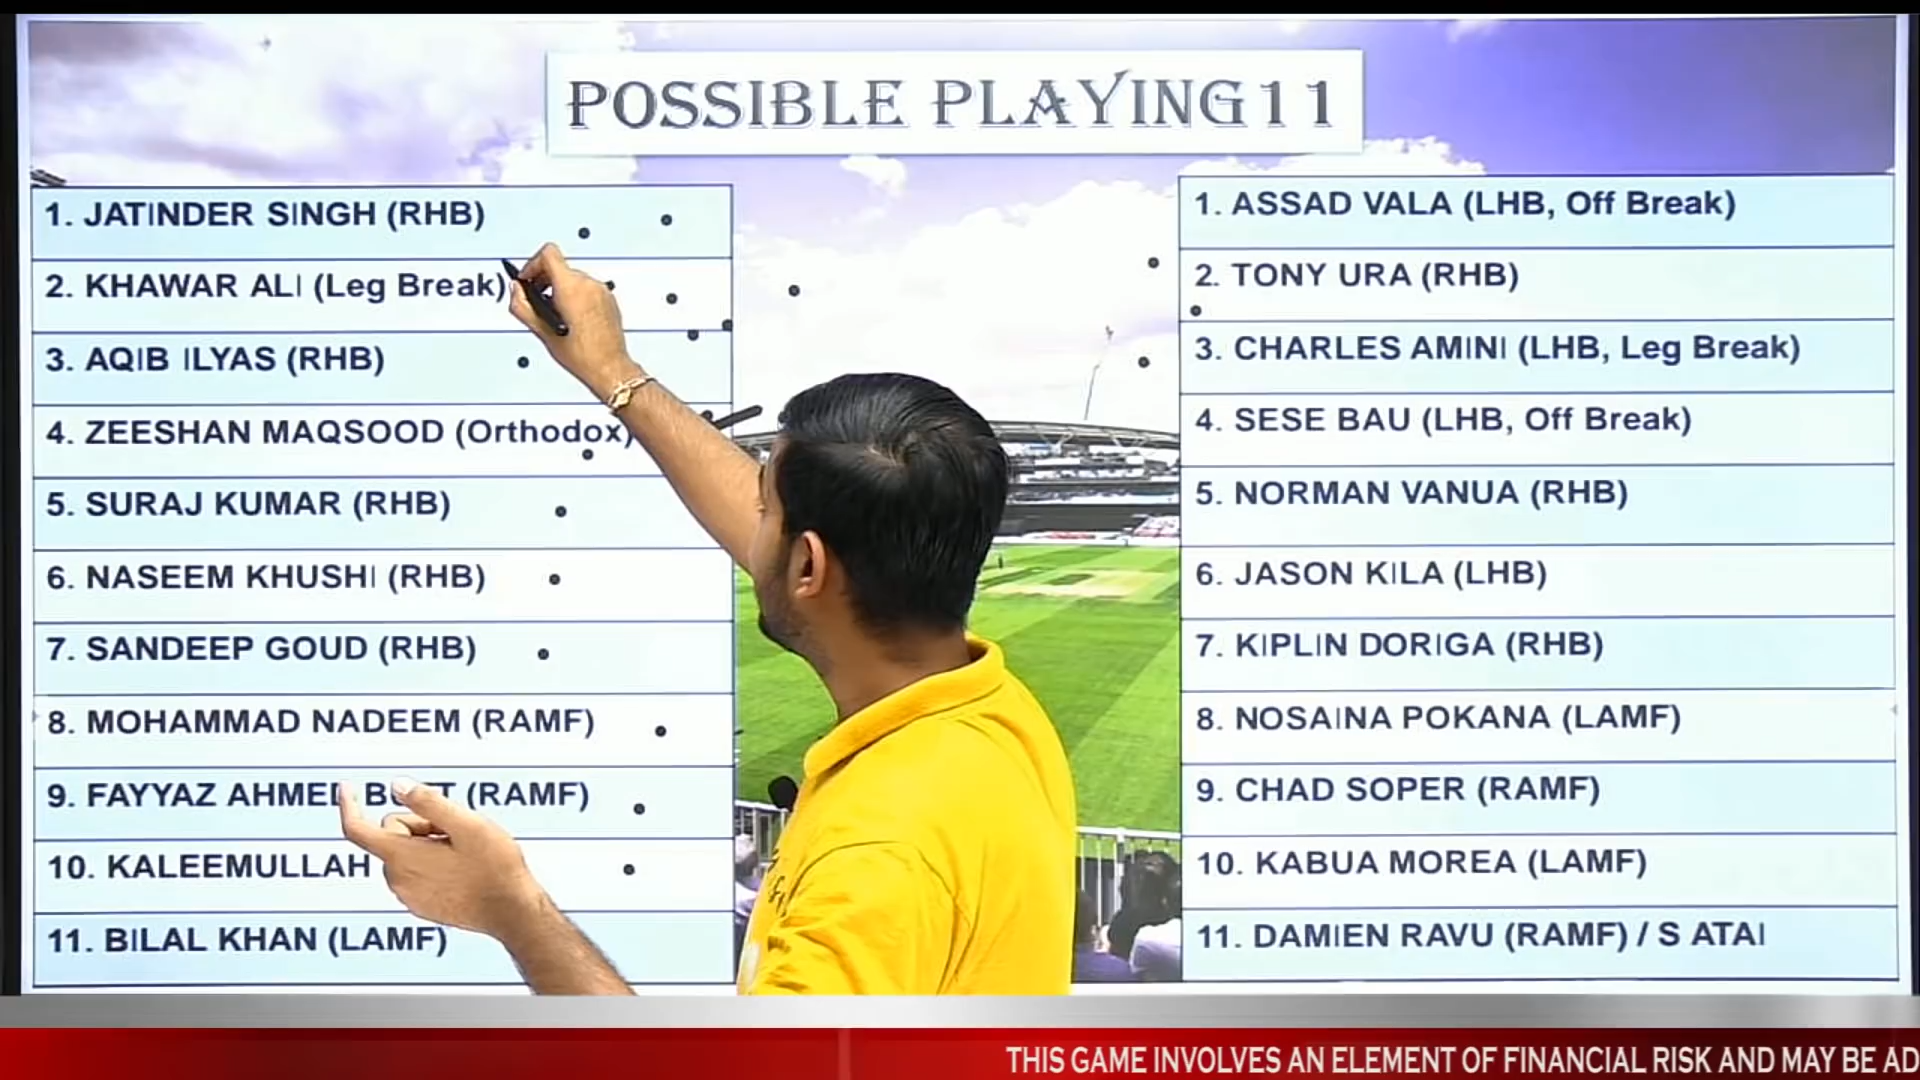 POSSIBLE PLAYING11
1. JATINDER SINGH (RHB)
2. KHAWAR ALI (Leg Break)
3. AQIB ILYAS (RHB)
4. ZEESHAN MAQSOOD (Orthodox)
5. SURAJ KUMAR (RHB)
6. NASEEM KHUSHI (RHB)
7. SANDEEP GOUD (RHB)
8. MOHAMMAD NADEEM (RAMF)
9. FAYYAZ AHMED BUTT (RAMF)
10. KALEEMULLAH
11. BILAL KHAN (LAMF)
1. ASSAD VALA (LHB, Off Break)
2. TONY URA (RHB)
3. CHARLES AMINI (LHB, Leg Break)
4. SESE BAU (LHB, Off Break)
5. NORMAN VANUA (RHB)
6. JASON KILA (LHB)
7. KIPLIN DORIGA (RHB)
8. NOSAINA POKANA (LAMF)
9. CHAD SOPER (RAMF)
10. KABUA MOREA (LAMF)
11. DAMIEN RAVU (RAMF) / S ATAI
THIS GAME INVOLVES AN ELEMENT OF FINANCIAL RISK AND MAY BE AD